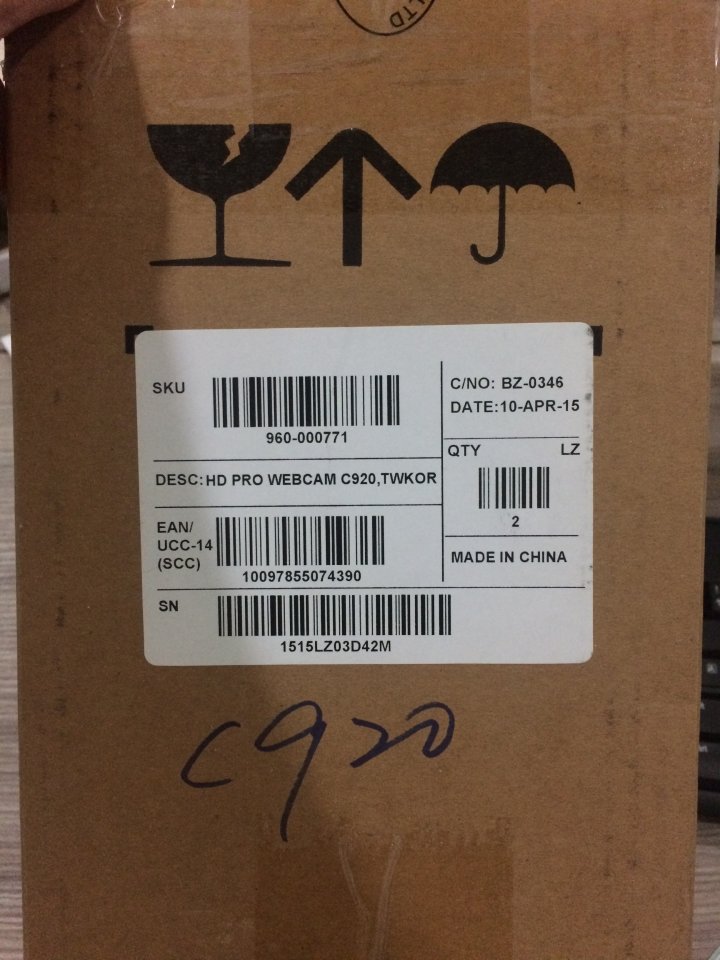 LTD
SKU
960-000771
C/NO: BZ-0346
DATE:10-APR-15
QTY LZ
2
DESC:HD PRO WEBCAM C920,TWKOR
EAN/
UCC-14
(SCC)
10097855074390
MADE IN CHINA
SN
1515LZ03D42M
C920